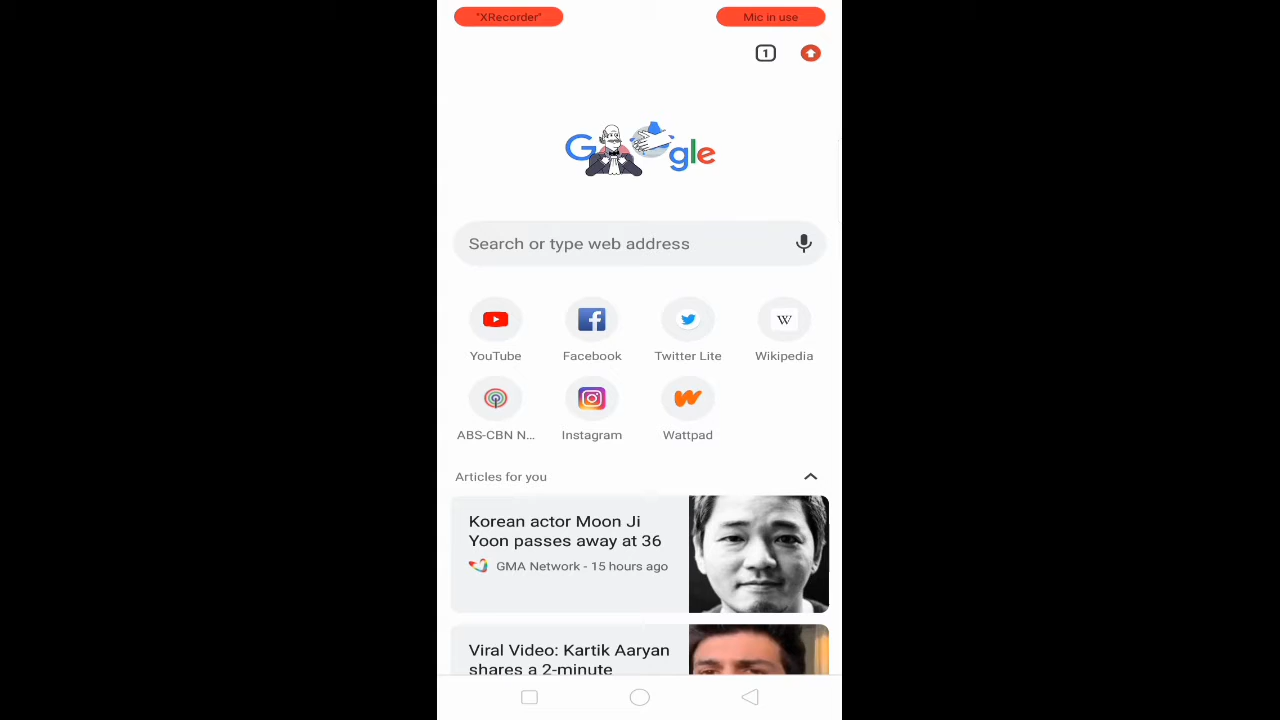 "XRecorder"
Mic in use
1
Google
Search or type web address
YouTube
Facebook
Twitter Lite
W
Wikipedia
ABS-CBN N...
Instagram
Wattpad
Articles for you
Korean actor Moon Ji
Yoon passes away at 36
GMA Network - 15 hours ago
Viral Video: Kartik Aaryan
shares a 2-minute